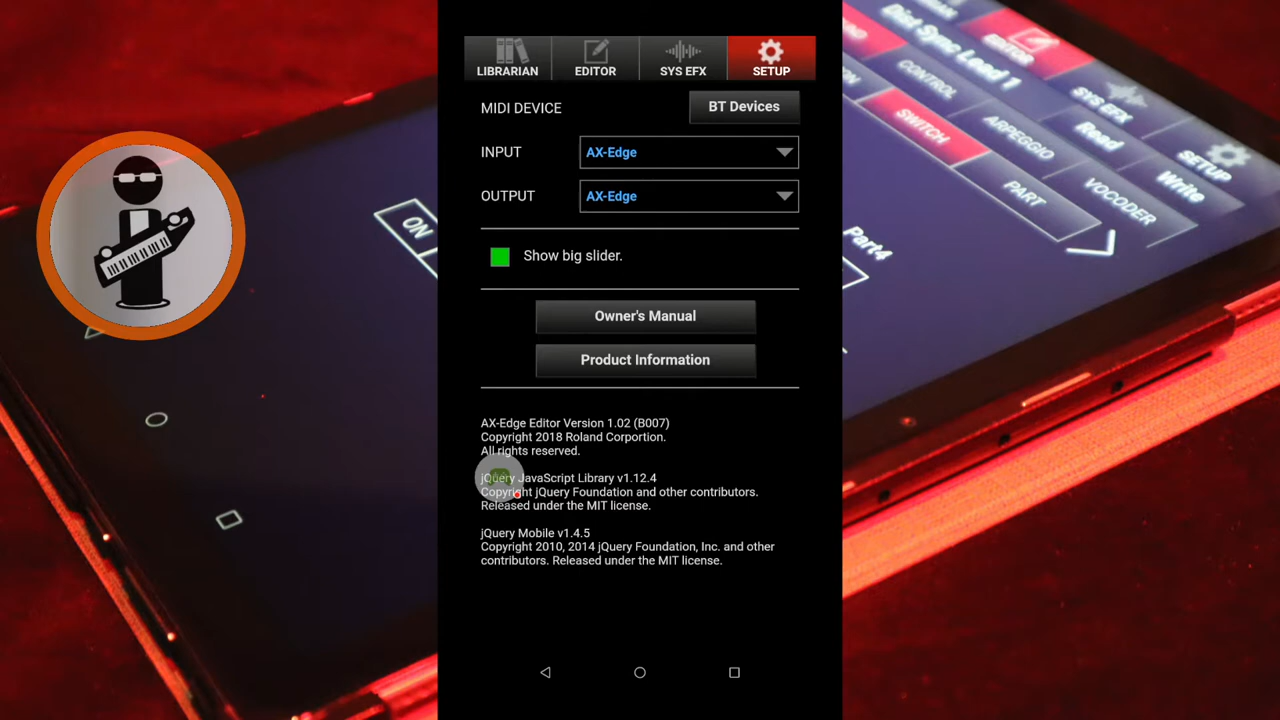 LIBRARIAN
EDITOR
SYS EFX
SETUP
MIDI DEVICE
BT Devices
INPUT
AX-Edge
OUTPUT
AX-Edge
Show big slider.
Owner's Manual
Product Information
AX-Edge Editor Version 1.02 (B007)
Copyright 2018 Roland Corportion.
All rights reserved.
jQuery JavaScript Library v1.12.4
Copyright jQuery Foundation and other contributors.
Released under the MIT license.
jQuery Mobile v1.4.5
Copyright 2010, 2014 jQuery Foundation, Inc. and other
contributors. Released under the MIT license.
ON
Dist Sync Lead 1
EDITOR
SYS EFX
SETUP
Read
Write
CONTROL
SWITCH
ARPEGGIO
PART
VOCODER
Part4